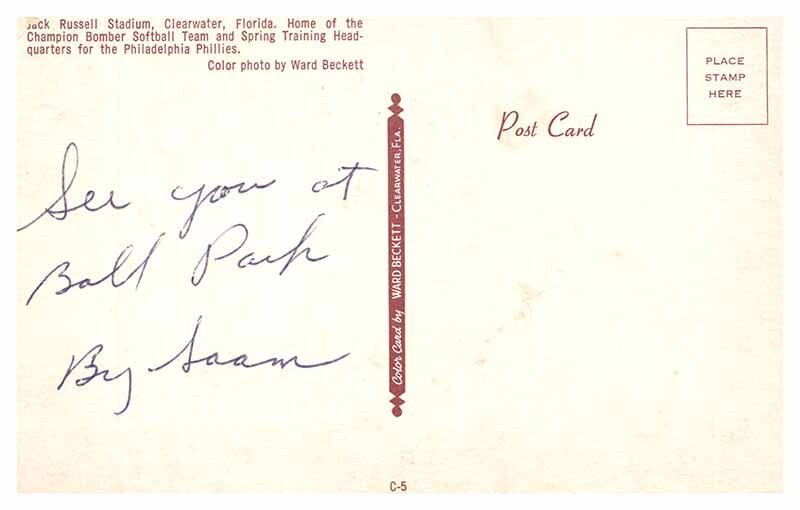 Jack Russell Stadium, Clearwater, Florida. Home of the
Champion Bomber Softball Team and Spring Training Head-
quarters for the Philadelphia Phillies.
Color photo by Ward Beckett
PLACE
STAMP
HERE
Post Card
See you at
Ball Park
By Saam
Color Card by WARD BECKETT - CLEARWATER, FLA.
C-5